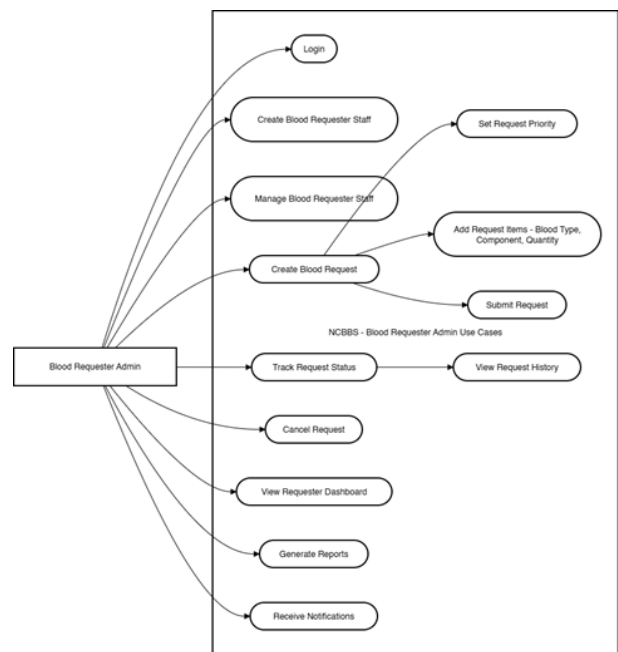 Login
Create Blood Requester Staff
Set Request Priority
Manage Blood Requester Staff
Add Request Items - Blood Type,
Component, Quantity
Create Blood Request
Submit Request
NCBBS - Blood Requester Admin Use Cases
Blood Requester Admin
Track Request Status
View Request History
Cancel Request
View Requester Dashboard
Generate Reports
Receive Notifications